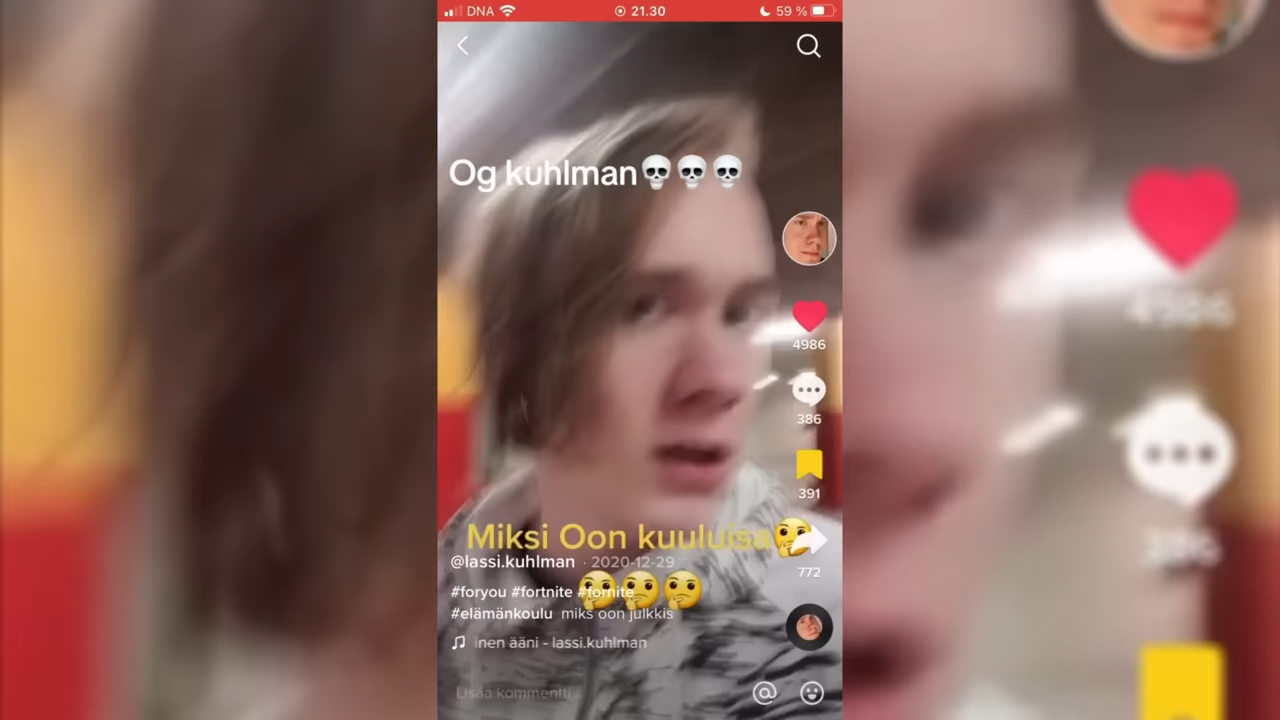 DNA 21.30 59 %
Og kuhlman💀💀💀
4986
386
391
Miksi Oon kuuluisa🤔
@lassi.kuhlman · 2020-12-29
772
🤔🤔🤔
#foryou #fortnite #fornite
#elämänkoulu miks oon julkkis
inen ääni - lassi.kuhlman
Lisää kommentti...